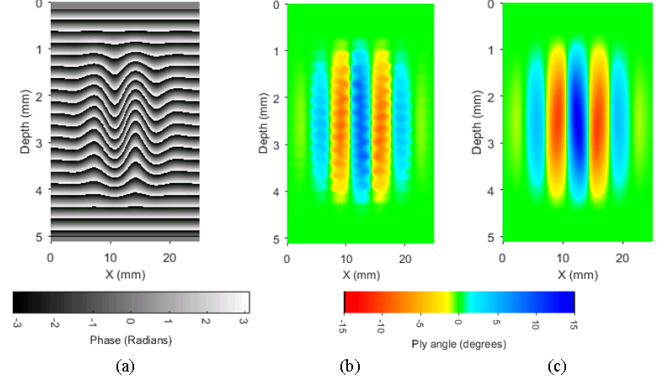 0
1
2
3
4
5
Depth (mm)
0 10 20
X (mm)
-3 -2 -1 0 1 2 3
Phase (Radians)
(a)
0
1
2
3
4
5
Depth (mm)
0 10 20
X (mm)
0
1
2
3
4
5
Depth (mm)
0 10 20
X (mm)
-15 -10 -5 0 5 10 15
Ply angle (degrees)
(b)
(c)